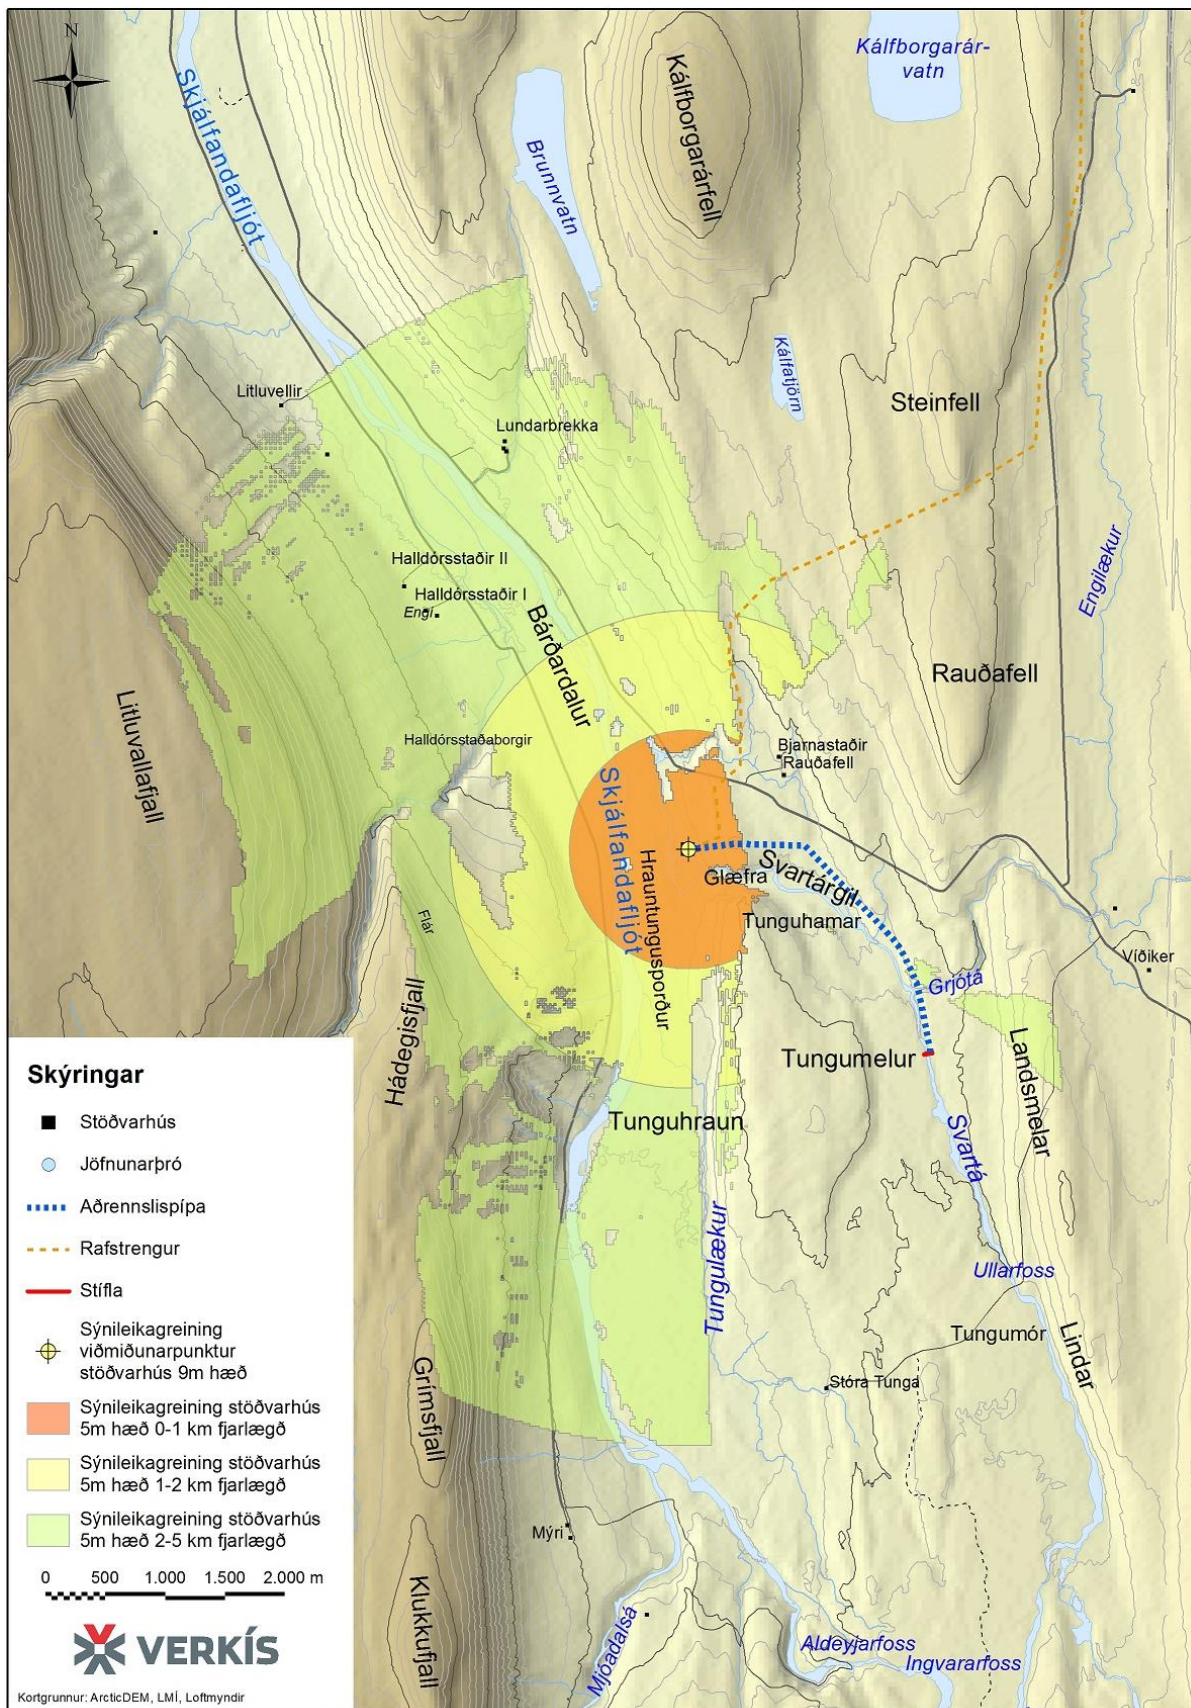 N
Skjálfandafljót
Kálfborgarár-
vatn
Kálfborgarárfell
Brunnvatn
Kálfatjörn
Litluvellir
Lundarbrekka
Steinfell
Halldórsstaðir II
Halldórsstaðir I
Engi
Engilækur
Bárðardalur
Rauðafell
Litluvallafjall
Halldórsstaðaborgir
Bjarnastaðir
Rauðafell
Skjálfandafljót
Hrauntungusporður
Glæfra
Svartárgil
Tunguhamar
Flár
Víðiker
Grjótá
Hádegisfjall
Tungumelur
Landsmelar
Tunguhraun
Svartá
Tungulækur
Ullarfoss
Tungumór
Lindar
Grímsfjall
Stóra Tunga
Mýri
Klukkufjall
Mjóadalsá
Aldeyjarfoss
Ingvararfoss
Skýringar
Stöðvarhús
Jöfnunarþró
Aðrennslispípa
Rafstrengur
Stífla
Sýnileikagreining
viðmiðunarpunktur
stöðvarhús 9m hæð
Sýnileikagreining stöðvarhús
5m hæð 0-1 km fjarlægð
Sýnileikagreining stöðvarhús
5m hæð 1-2 km fjarlægð
Sýnileikagreining stöðvarhús
5m hæð 2-5 km fjarlægð
0 500 1.000 1.500 2.000 m
VERKÍS
Kortgrunnur: ArcticDEM, LMÍ, Loftmyndir